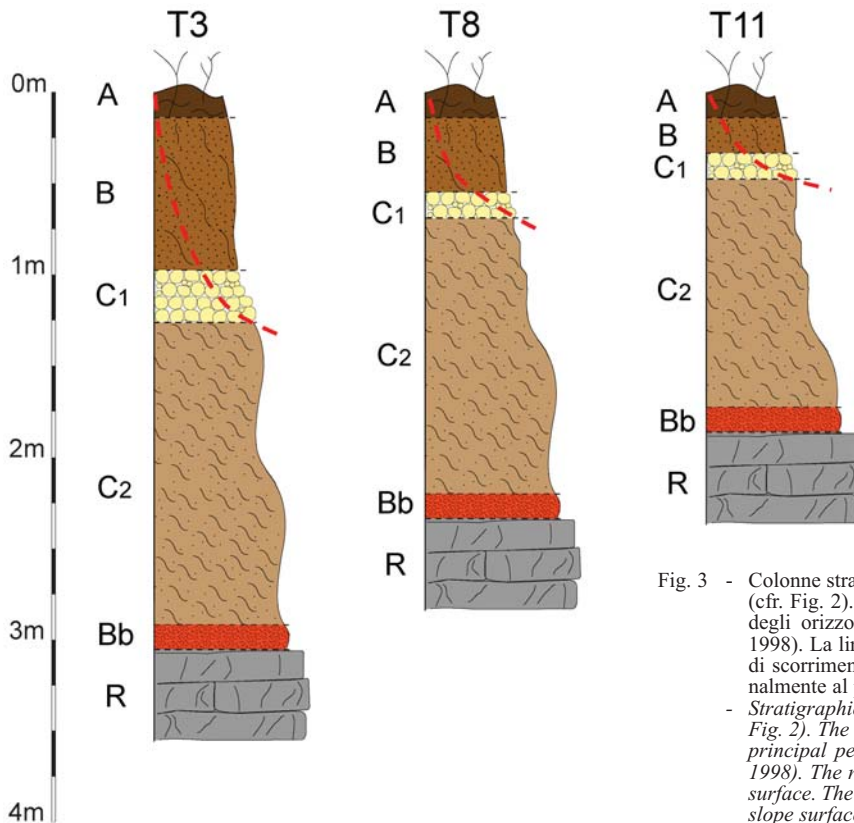 T3
T8
T11
0m
1m
2m
3m
4m
A
B
C1
C2
Bb
R
A
B
C1
C2
Bb
R
A
B
C1
C2
Bb
R
Fig. 3 - Colonne stra
(cfr. Fig. 2).
degli orizzo
1998). La lin
di scorrimen
nalmente al
- Stratigraphic
Fig. 2). The
principal pe
1998). The r
surface. The
slope surfac